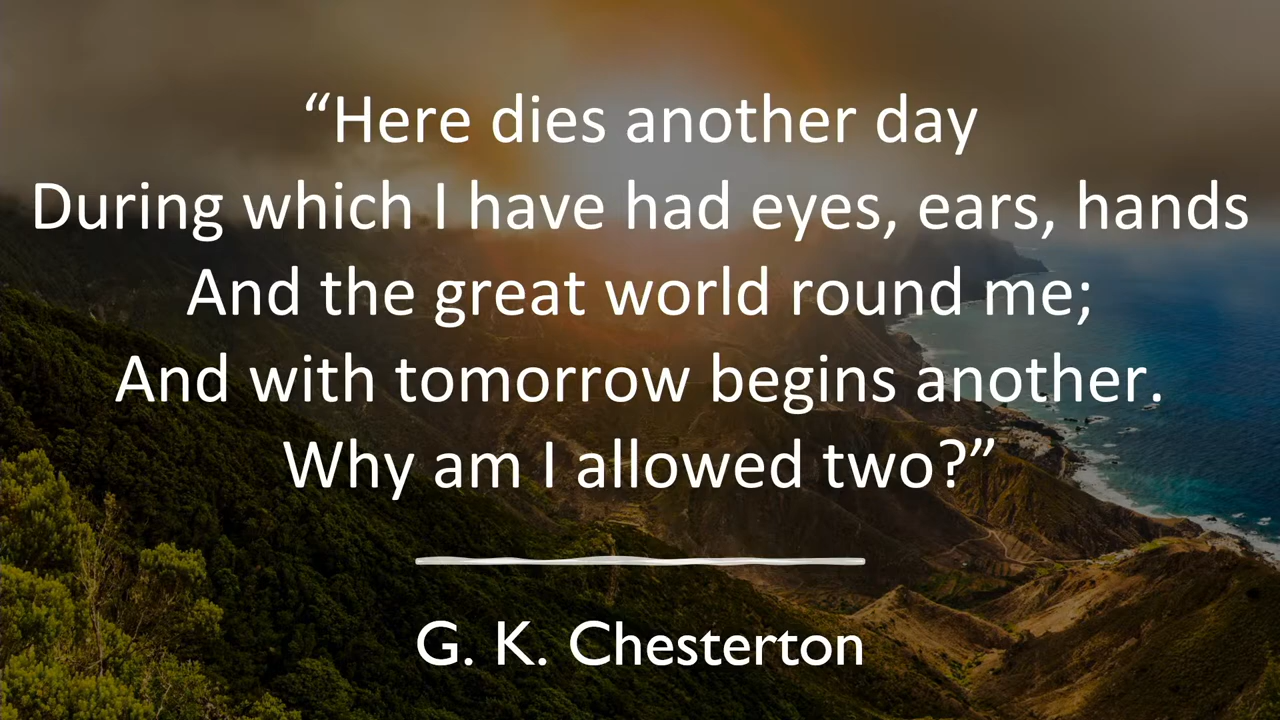 “Here dies another day
During which I have had eyes, ears, hands
And the great world round me;
And with tomorrow begins another.
Why am I allowed two?”
G. K. Chesterton